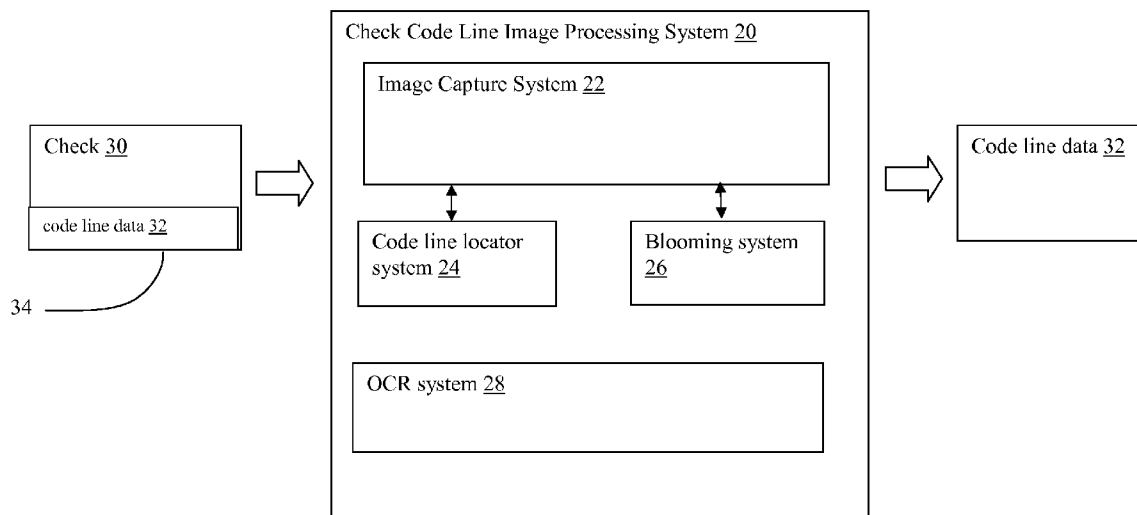 Check Code Line Image Processing System 20
Image Capture System 22
Check 30
code line data 32
34
Code line locator
system 24
Blooming system
26
OCR system 28
Code line data 32